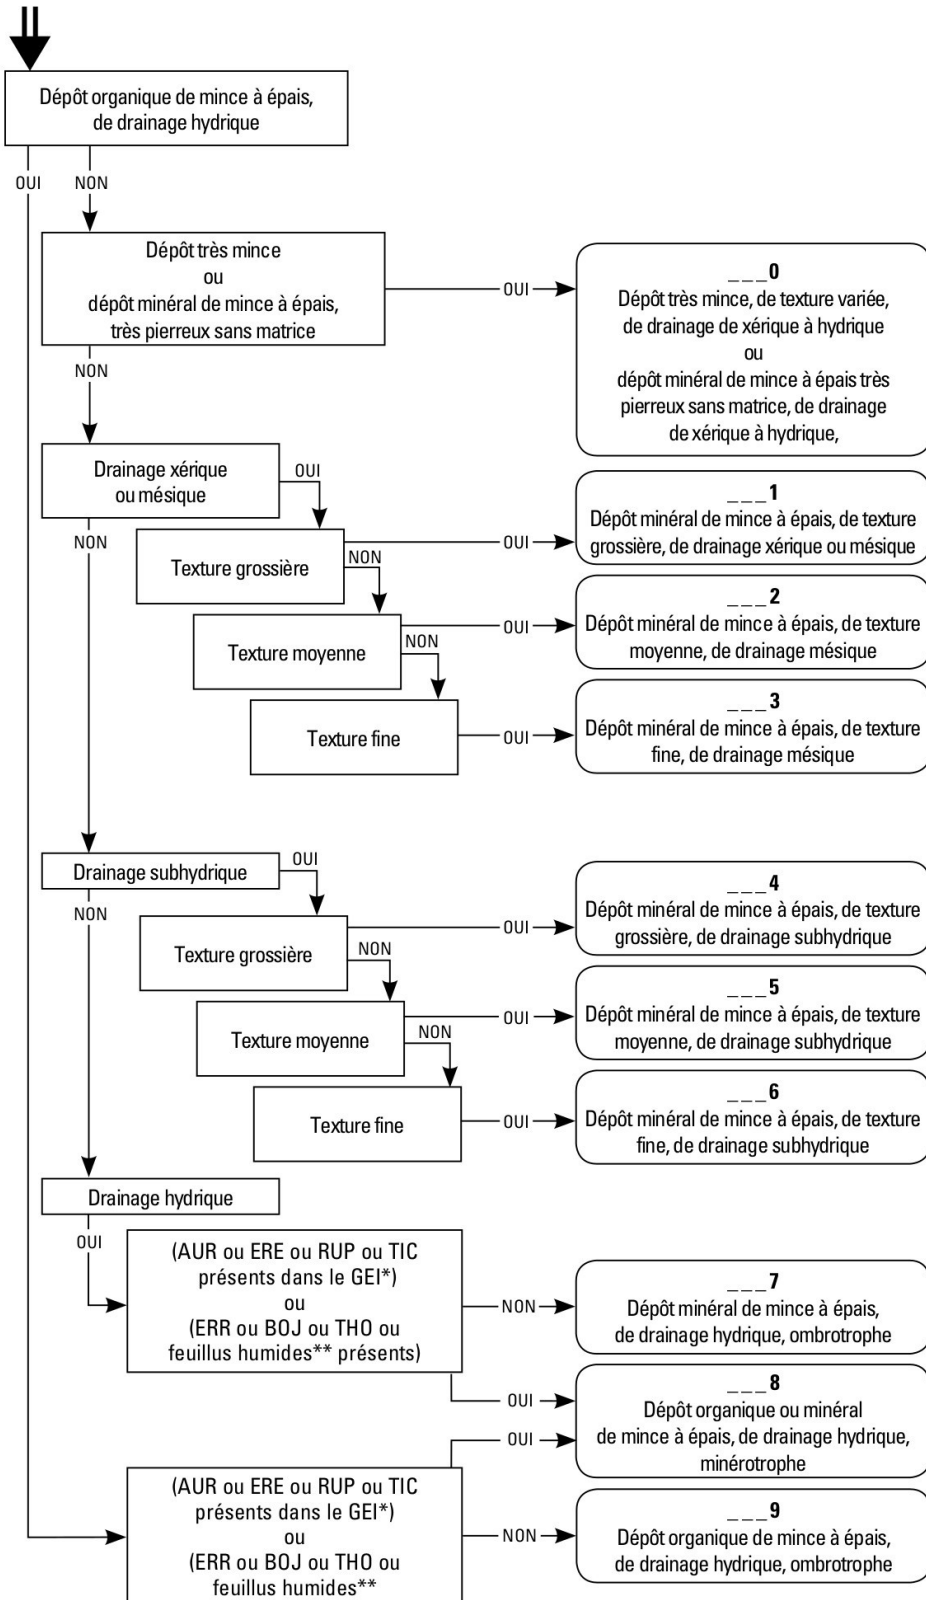 Dépôt organique de mince à épais,
de drainage hydrique
OUI
NON
Dépôt très mince
ou
dépôt minéral de mince à épais,
très pierreux sans matrice
OUI
___0
Dépôt très mince, de texture variée,
de drainage de xérique à hydrique
ou
dépôt minéral de mince à épais très
pierreux sans matrice, de drainage
de xérique à hydrique,
NON
Drainage xérique
ou mésique
OUI
NON
Texture grossière
OUI
NON
___1
Dépôt minéral de mince à épais, de texture
grossière, de drainage xérique ou mésique
Texture moyenne
OUI
NON
___2
Dépôt minéral de mince à épais, de texture
moyenne, de drainage mésique
Texture fine
OUI
___3
Dépôt minéral de mince à épais, de texture
fine, de drainage mésique
Drainage subhydrique
OUI
NON
Texture grossière
OUI
NON
___4
Dépôt minéral de mince à épais, de texture
grossière, de drainage subhydrique
Texture moyenne
OUI
NON
___5
Dépôt minéral de mince à épais, de texture
moyenne, de drainage subhydrique
Texture fine
OUI
___6
Dépôt minéral de mince à épais, de texture
fine, de drainage subhydrique
Drainage hydrique
OUI
(AUR ou ERE ou RUP ou TIC
présents dans le GEI*)
ou
(ERR ou BOJ ou THO ou
feuillus humides** présents)
NON
___7
Dépôt minéral de mince à épais,
de drainage hydrique, ombrotrophe
OUI
OUI
___8
Dépôt organique ou minéral
de mince à épais, de drainage hydrique,
minérotrophe
(AUR ou ERE ou RUP ou TIC
présents dans le GEI*)
ou
(ERR ou BOJ ou THO ou
feuillus humides**
NON
___9
Dépôt organique de mince à épais,
de drainage hydrique, ombrotrophe